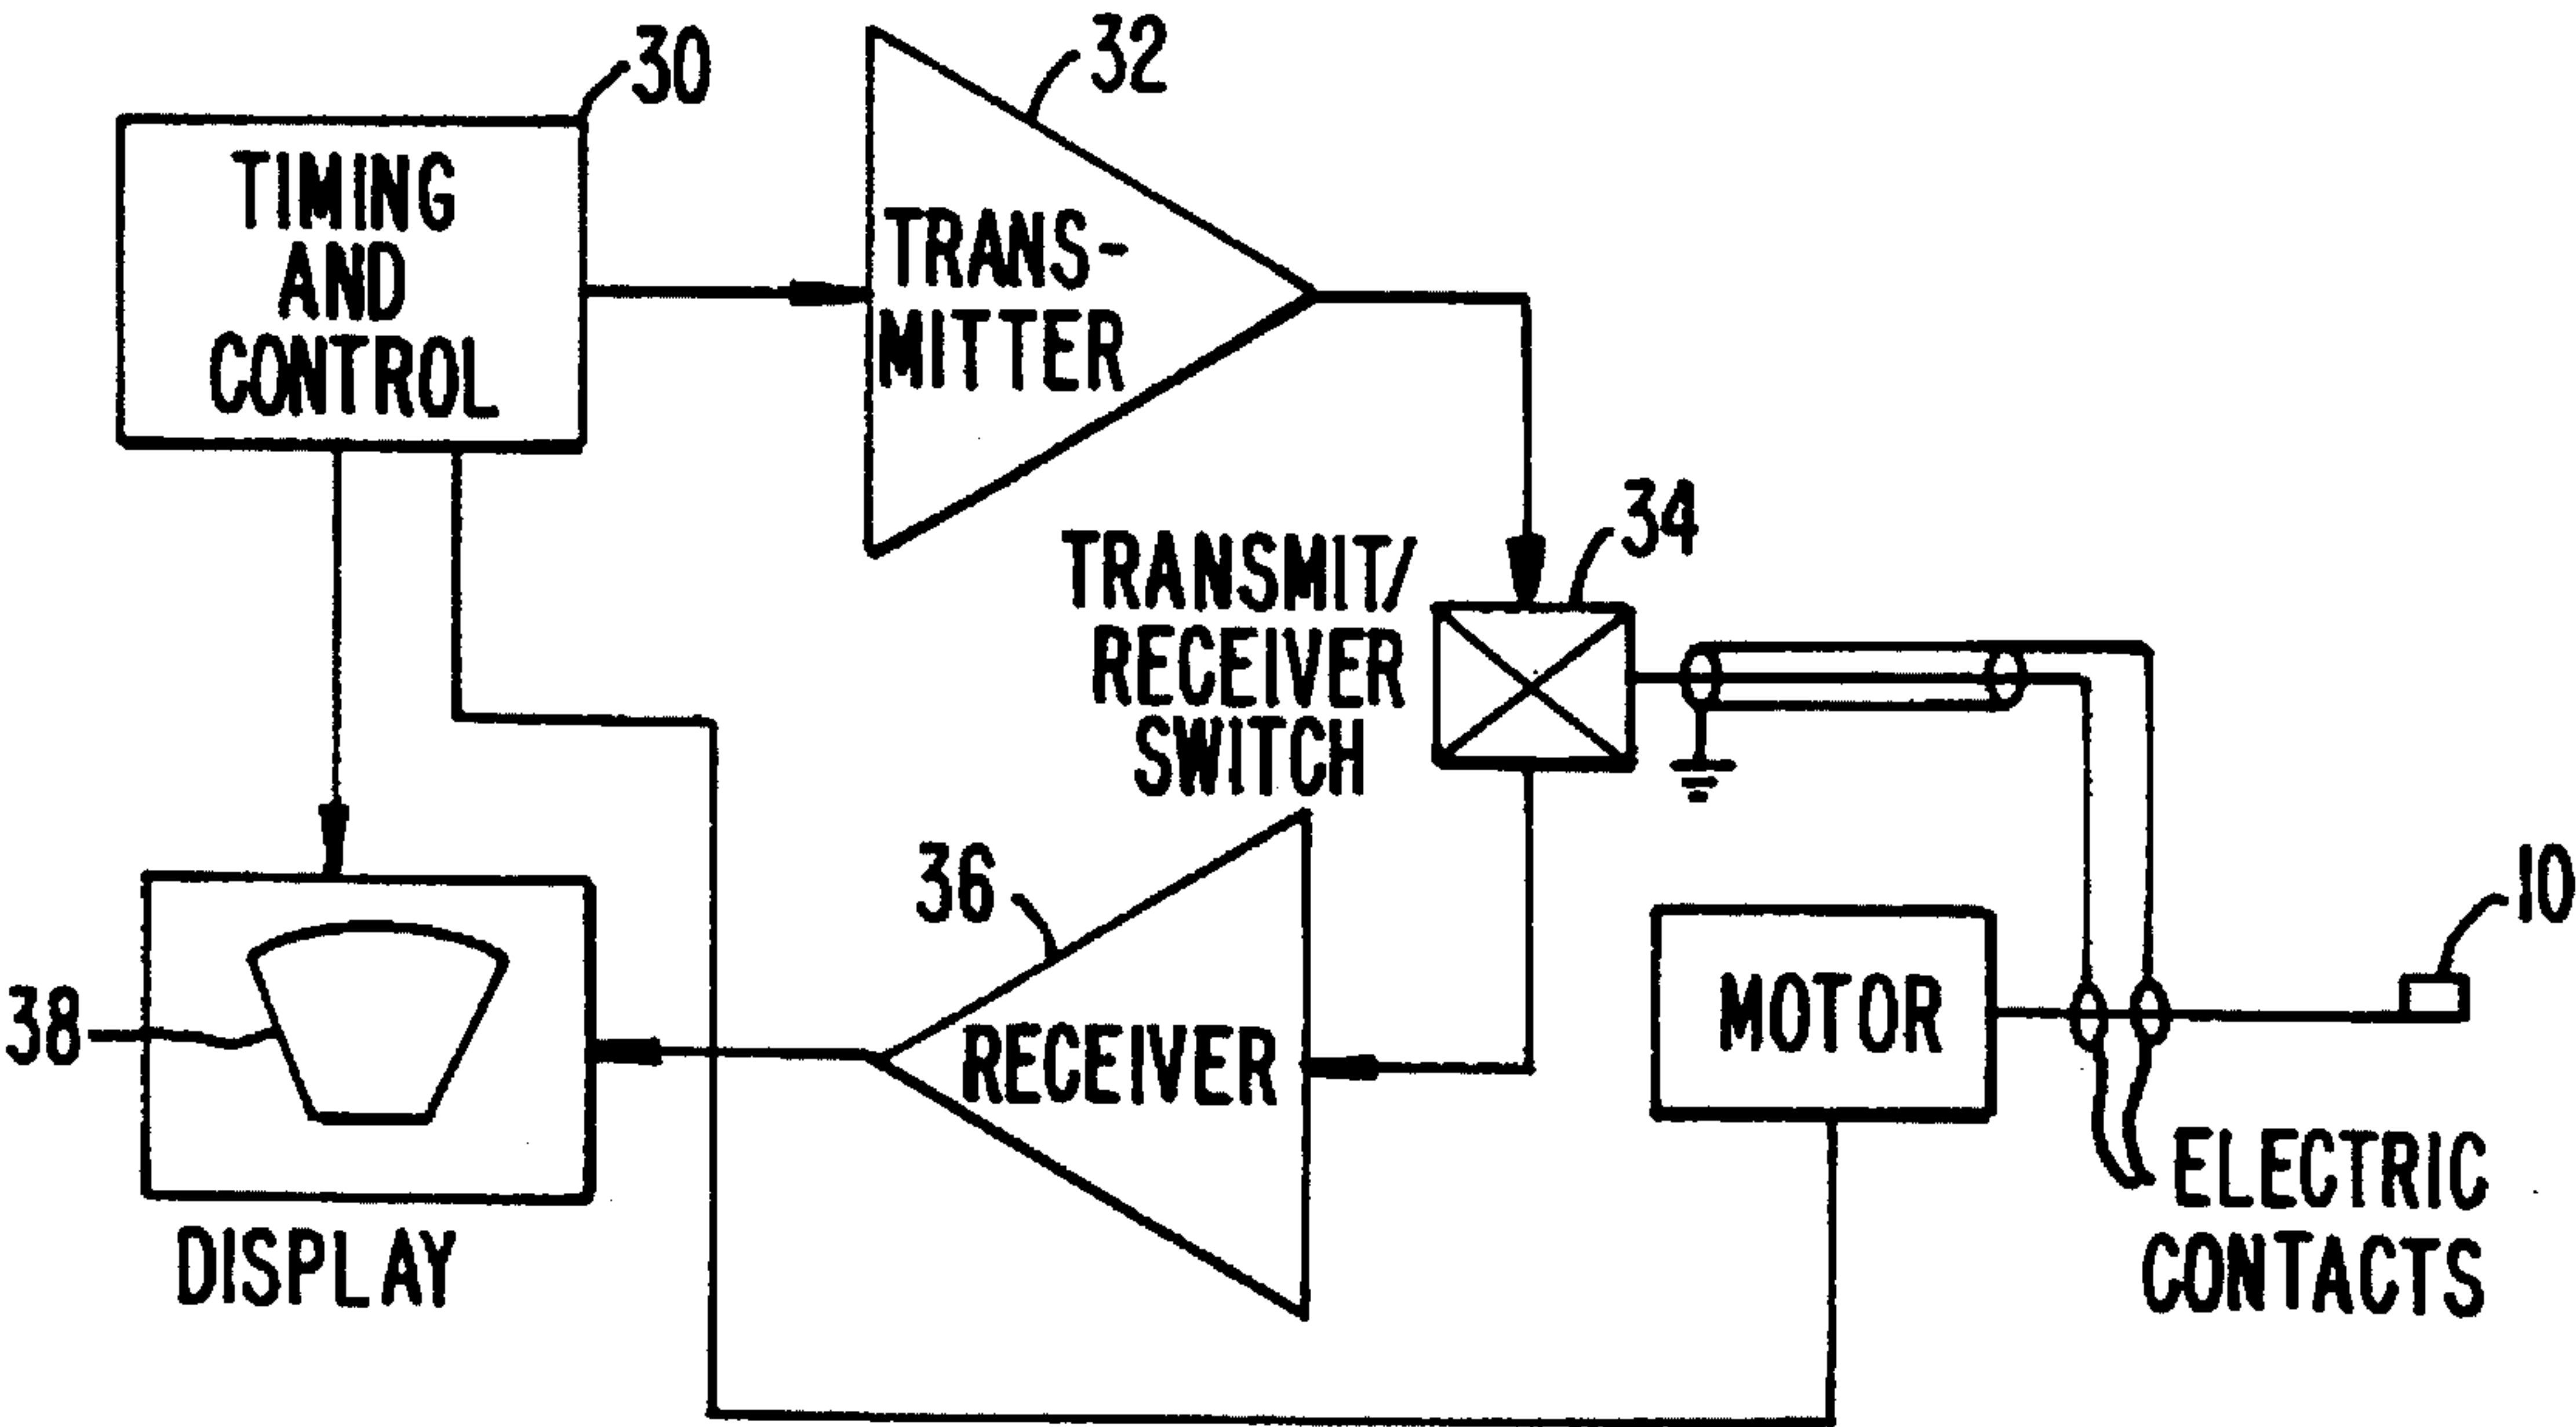 30
TIMING
AND
CONTROL
32
TRANS-
MITTER
34
TRANSMIT/
RECEIVER
SWITCH
36
RECEIVER
38
DISPLAY
MOTOR
10
ELECTRIC
CONTACTS